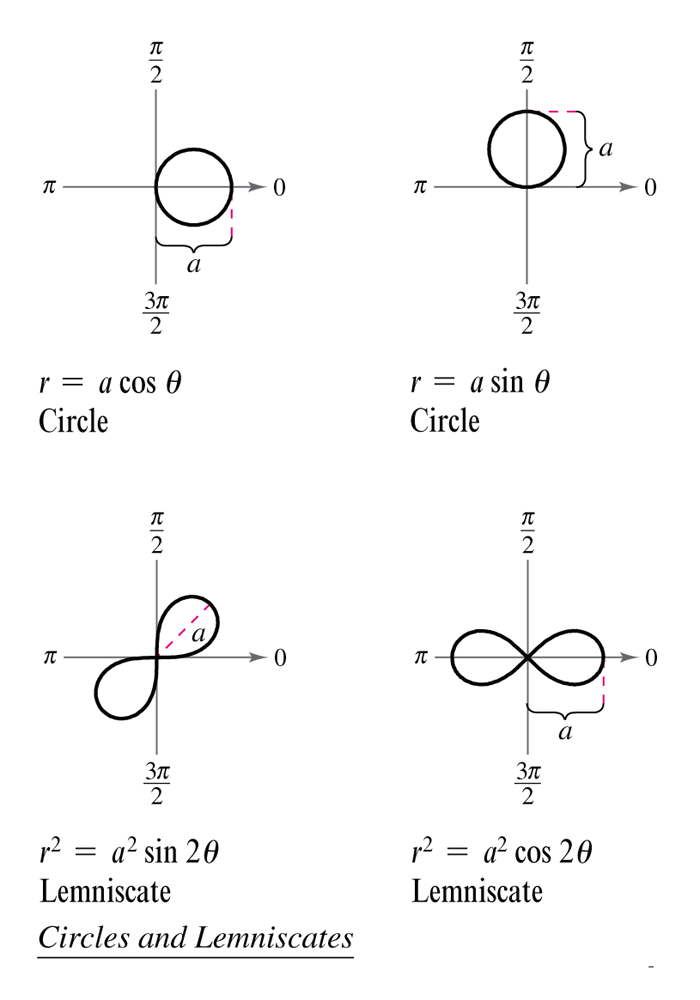 π/2
π 0
a
3π/2
r = a cos θ
Circle
π/2
π 0
a
3π/2
r = a sin θ
Circle
π/2
π 0
a
3π/2
r² = a² sin 2θ
Lemniscate
π/2
π 0
a
3π/2
r² = a² cos 2θ
Lemniscate
Circles and Lemniscates